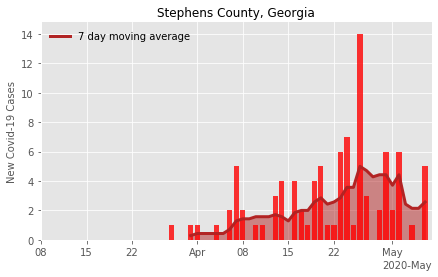 Stephens County, Georgia
7 day moving average
New Covid-19 Cases
14
12
10
8
6
4
2
0
08 15 22 Apr 08 15 22 May
2020-May